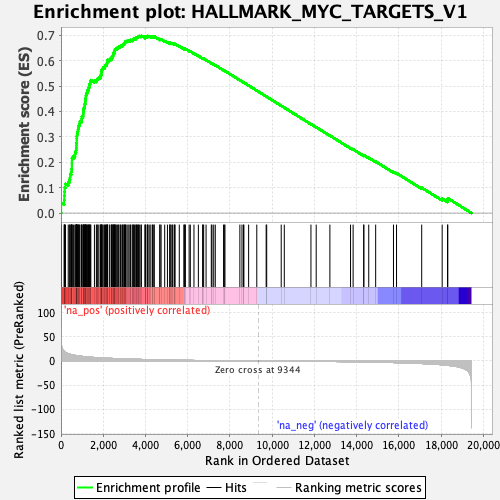 Enrichment plot: HALLMARK_MYC_TARGETS_V1
Enrichment score (ES)
0.7
0.6
0.5
0.4
0.3
0.2
0.1
0.0
'na_pos' (positively correlated)
Ranked list metric (PreRanked)
100
50
0
-50
-100
-150
Zero cross at 9344
'na_neg' (negatively correlated)
0
2,000
4,000
6,000
8,000
10,000
12,000
14,000
16,000
18,000
20,000
Rank in Ordered Dataset
Enrichment profile
Hits
Ranking metric scores